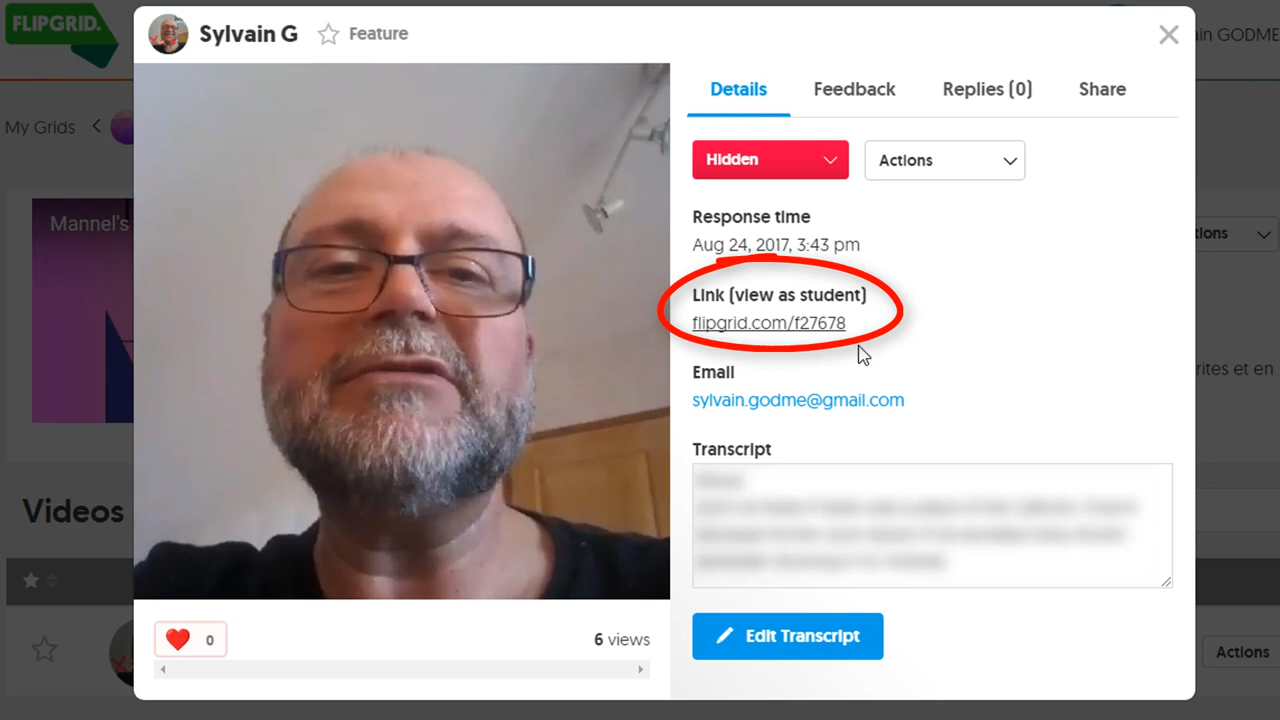 FLIPGRID.
Sylvain G
Feature
ain GODME
My Grids
Mannel's
Videos
Details
Feedback
Replies (0)
Share
Hidden
Actions
Response time
Aug 24, 2017, 3:43 pm
Link (view as student)
flipgrid.com/f27678
Email
sylvain.godme@gmail.com
Transcript
Edit Transcript
0
6 views
tions
rites et en
Actions